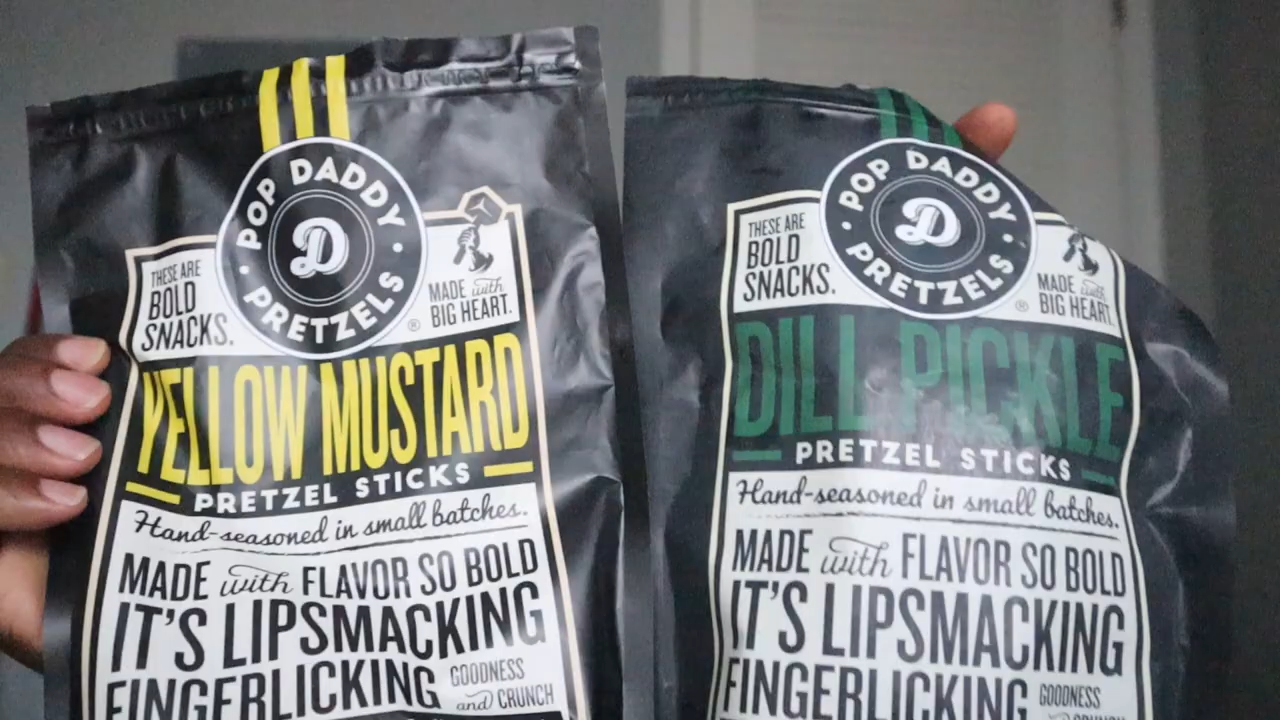 POP DADDY
D
PRETZELS
®
THESE ARE
BOLD
SNACKS.
MADE with
BIG HEART.
YELLOW MUSTARD
PRETZEL STICKS
Hand-seasoned in small batches.
MADE with FLAVOR SO BOLD
IT'S LIPSMACKING
FINGERLICKING GOODNESS
and CRUNCH
POP DADDY
D
PRETZELS
®
THESE ARE
BOLD
SNACKS.
MADE with
BIG HEART.
DILL PICKLE
PRETZEL STICKS
Hand-seasoned in small batches.
MADE with FLAVOR SO BOLD
IT'S LIPSMACKING
FINGERLICKING GOODNESS